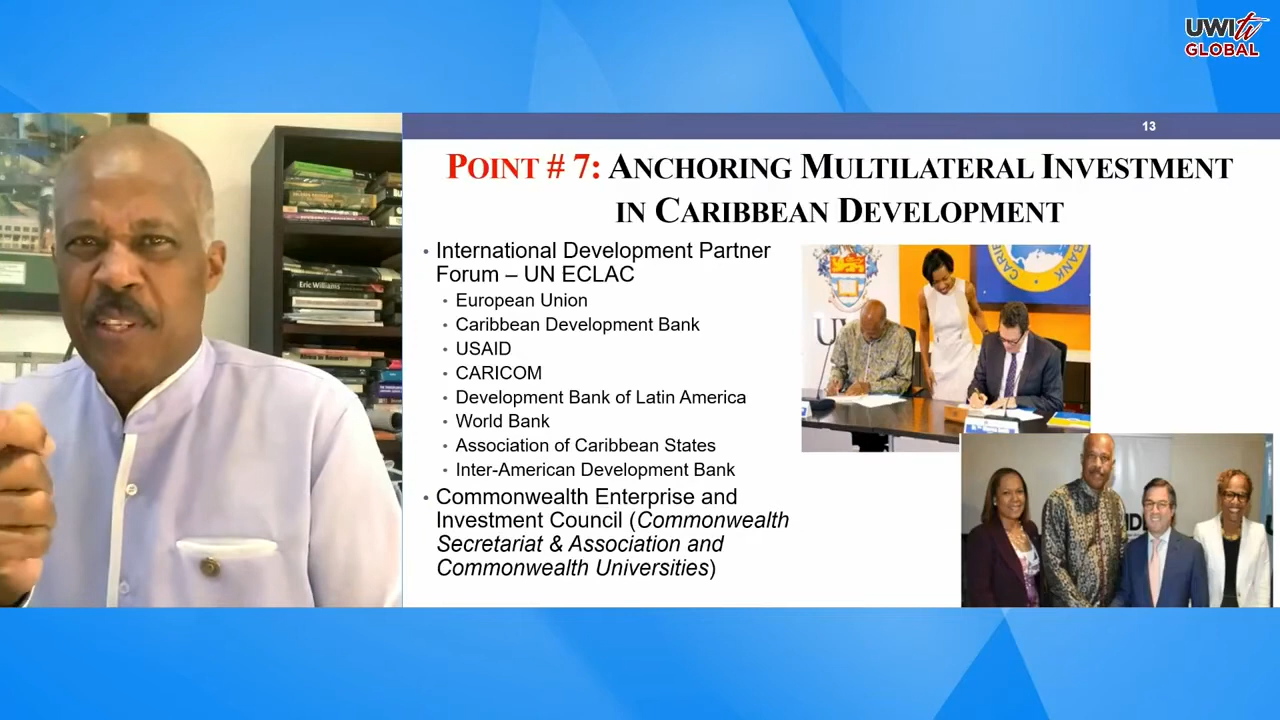 UWItv
GLOBAL
13
POINT # 7: ANCHORING MULTILATERAL INVESTMENT
IN CARIBBEAN DEVELOPMENT
• International Development Partner
Forum – UN ECLAC
• European Union
• Caribbean Development Bank
• USAID
• CARICOM
• Development Bank of Latin America
• World Bank
• Association of Caribbean States
• Inter-American Development Bank
• Commonwealth Enterprise and
Investment Council (Commonwealth
Secretariat & Association and
Commonwealth Universities)
Eric Williams